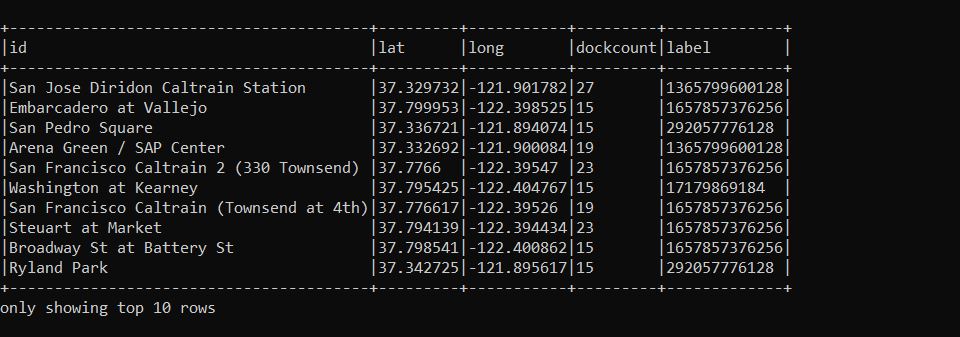 +----------------------------------------+---------+-----------+---------+-------------+
|id                                      |lat      |long       |dockcount|label        |
+----------------------------------------+---------+-----------+---------+-------------+
|San Jose Diridon Caltrain Station       |37.329732|-121.901782|27       |1365799600128|
|Embarcadero at Vallejo                  |37.799953|-122.398525|15       |1657857376256|
|San Pedro Square                        |37.336721|-121.894074|15       |292057776128 |
|Arena Green / SAP Center                |37.332692|-121.900084|19       |1365799600128|
|San Francisco Caltrain 2 (330 Townsend) |37.7766  |-122.39547 |23       |1657857376256|
|Washington at Kearney                   |37.795425|-122.404767|15       |17179869184  |
|San Francisco Caltrain (Townsend at 4th)|37.776617|-122.39526 |19       |1657857376256|
|Steuart at Market                       |37.794139|-122.394434|23       |1657857376256|
|Broadway St at Battery St               |37.798541|-122.400862|15       |1657857376256|
|Ryland Park                             |37.342725|-121.895617|15       |292057776128 |
+----------------------------------------+---------+-----------+---------+-------------+
only showing top 10 rows